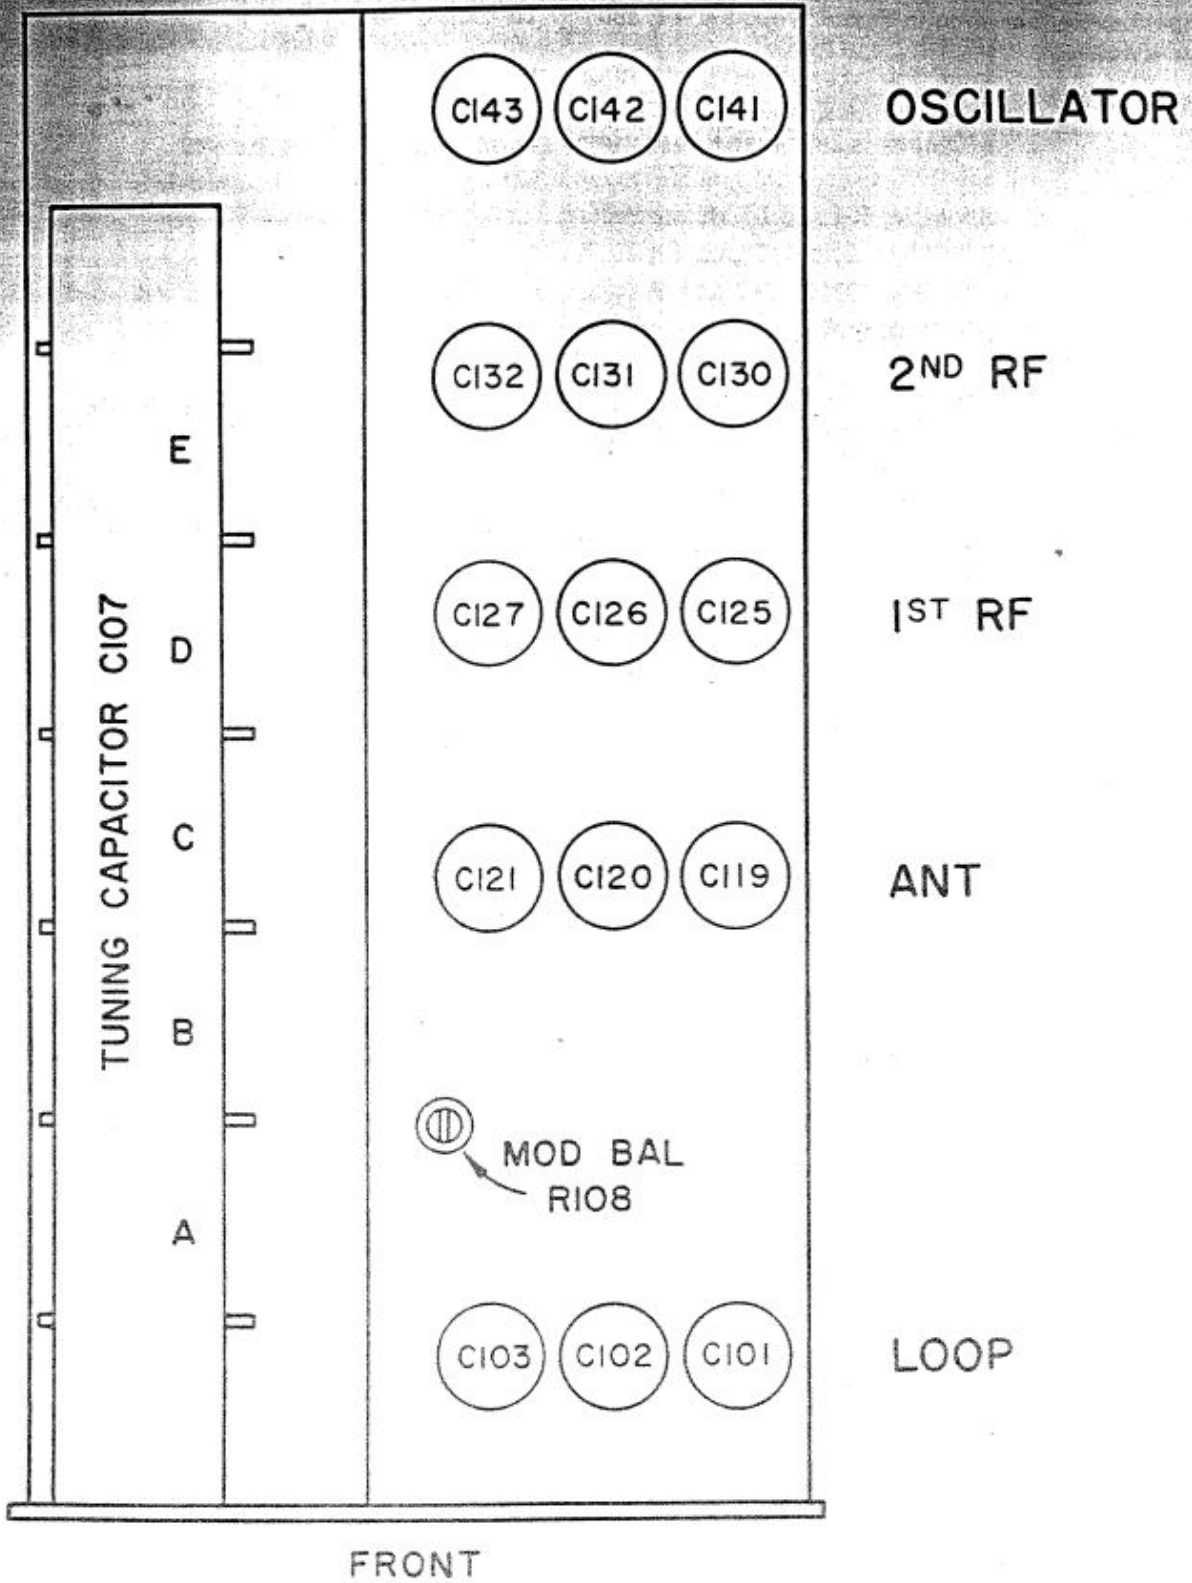 C143 C142 C141 OSCILLATOR
C132 C131 C130 2ND RF
E
C127 C126 C125 1ST RF
D
TUNING CAPACITOR C107
C
C121 C120 C119 ANT
B
MOD BAL
R108
A
C103 C102 C101 LOOP
FRONT